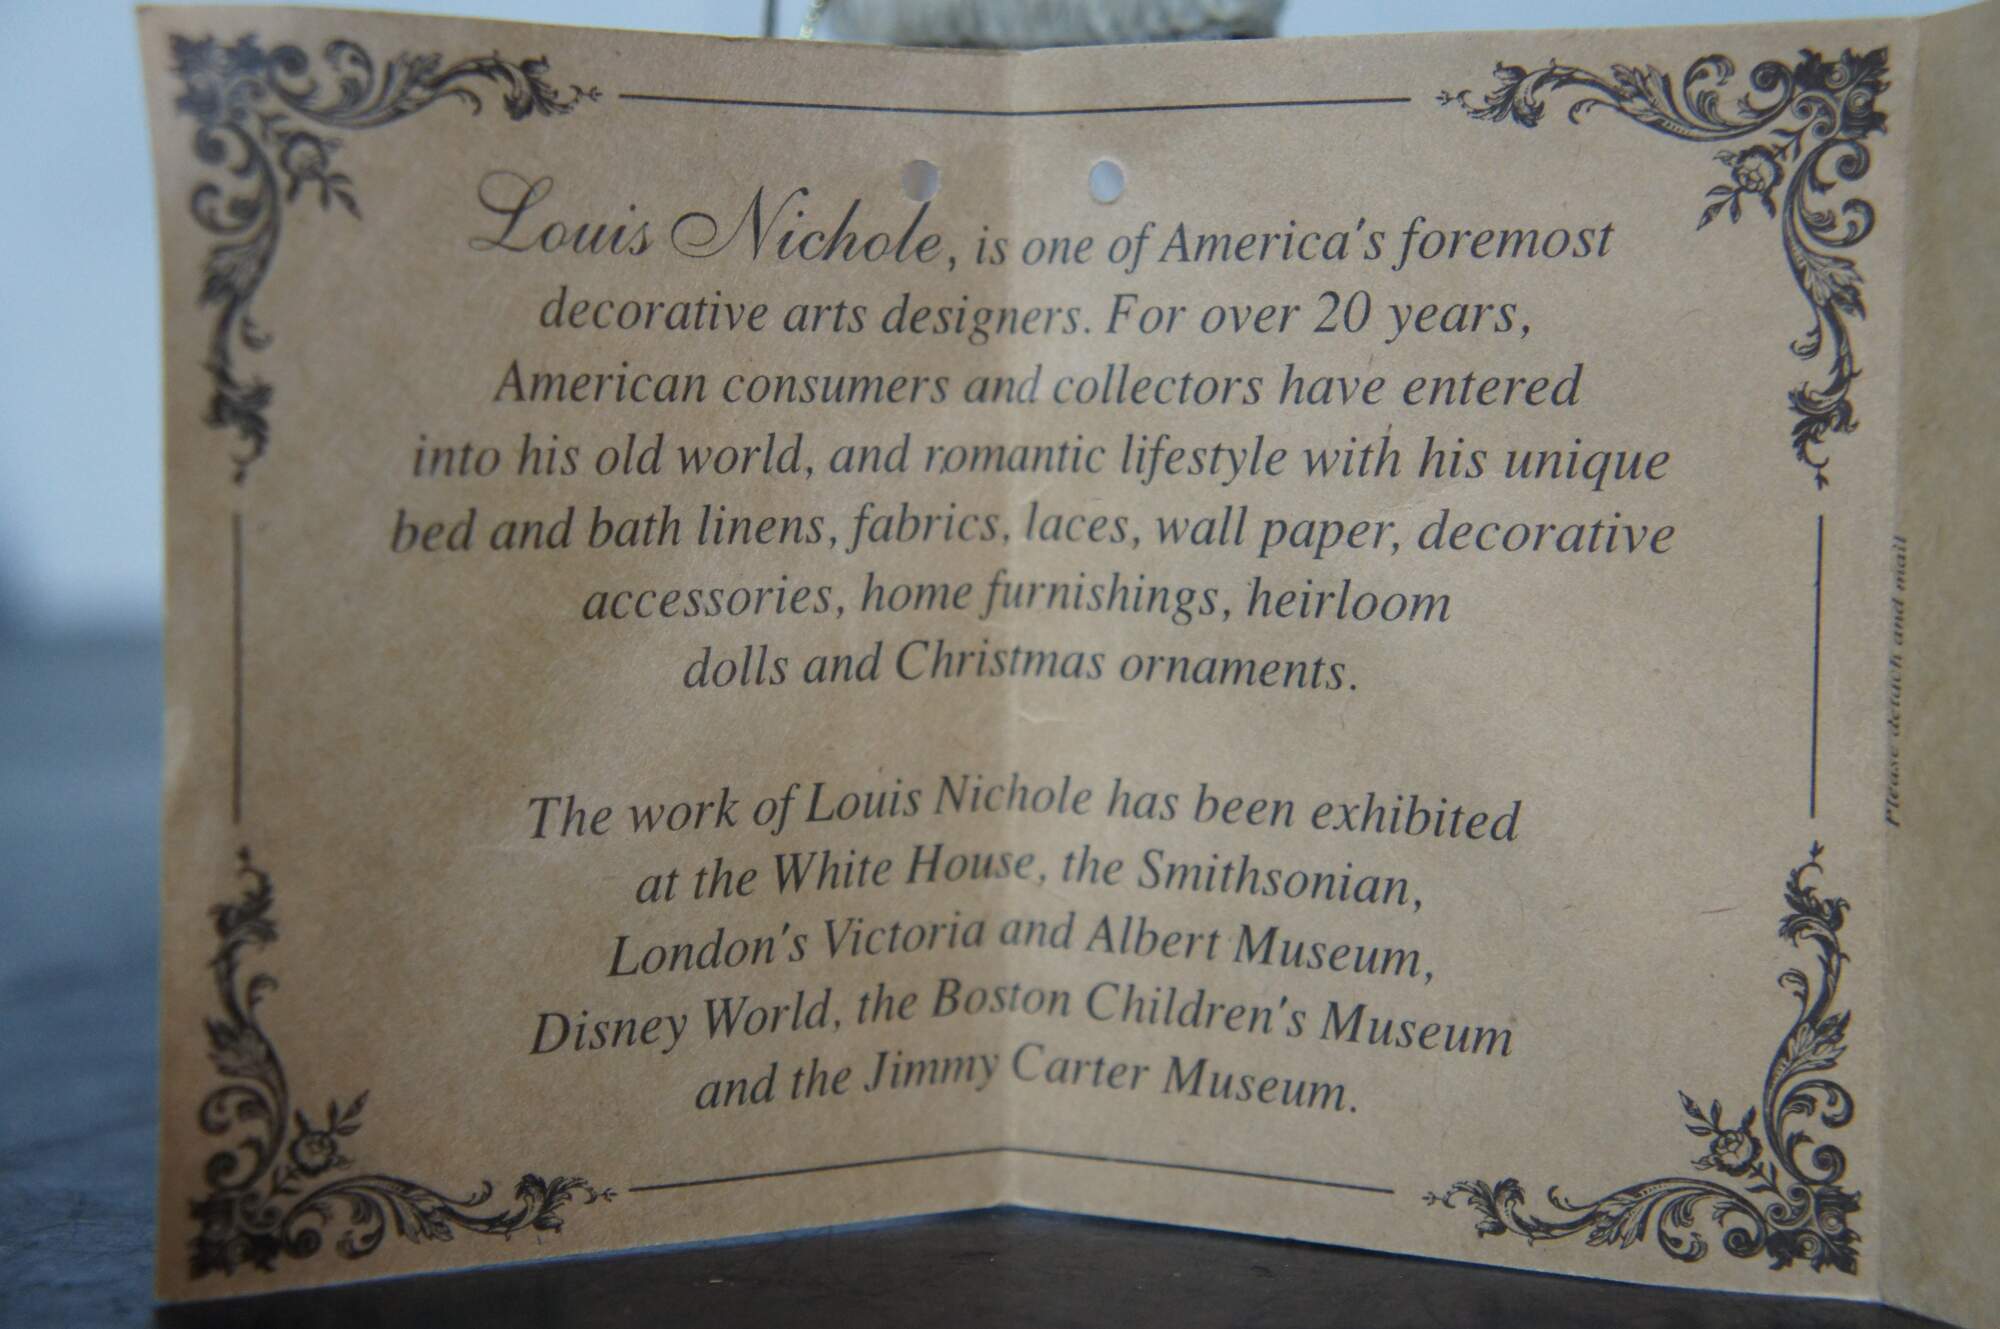 Louis Nichole, is one of America's foremost
decorative arts designers. For over 20 years,
American consumers and collectors have entered
into his old world, and romantic lifestyle with his unique
bed and bath linens, fabrics, laces, wall paper, decorative
accessories, home furnishings, heirloom
dolls and Christmas ornaments.
The work of Louis Nichole has been exhibited
at the White House, the Smithsonian,
London's Victoria and Albert Museum,
Disney World, the Boston Children's Museum
and the Jimmy Carter Museum.
Please detach and mail